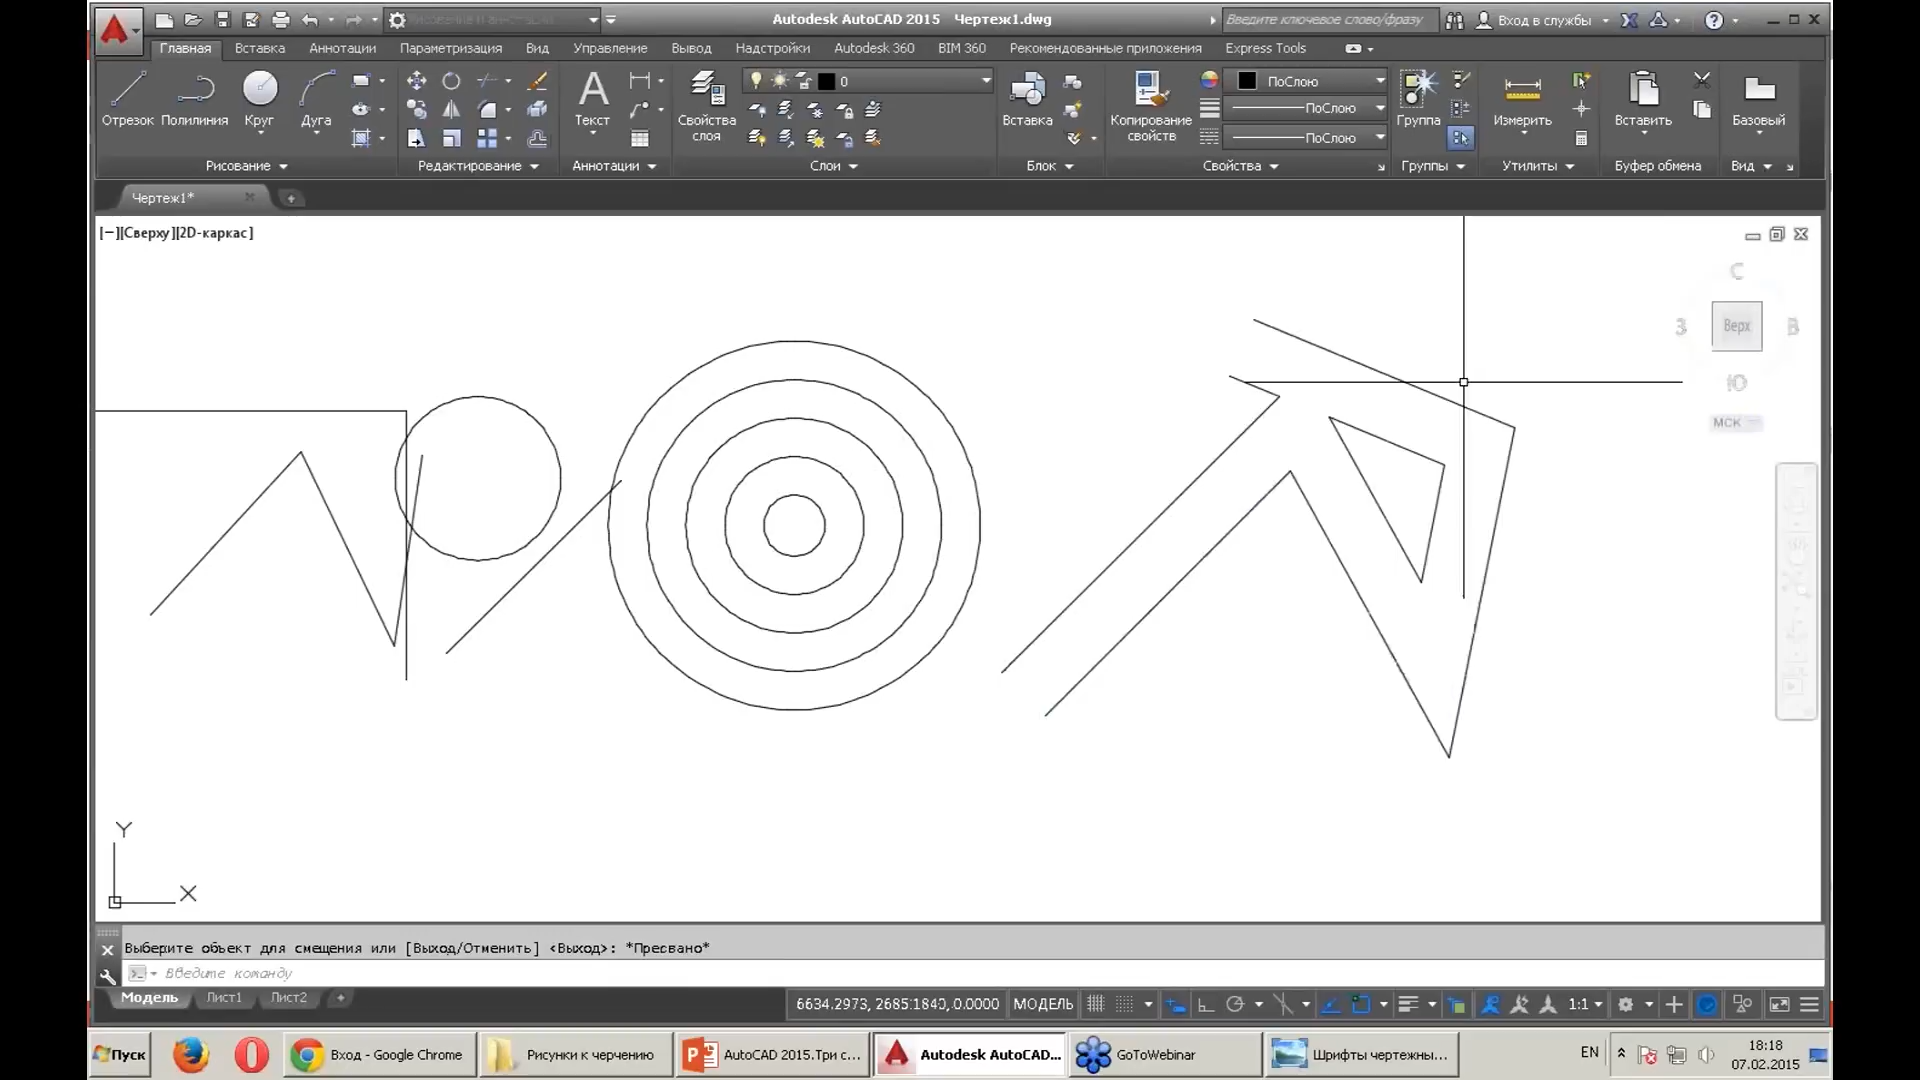 Autodesk AutoCAD 2015 Чертеж1.dwg
Введите ключевое слово/фразу
Вход в службы
Главная Вставка Аннотации Параметризация Вид Управление Вывод Надстройки Autodesk 360 BIM 360 Рекомендованные приложения Express Tools
Отрезок Полилиния Круг Дуга
Рисование
Редактирование
A
Текст
Аннотации
Свойства слоя
0
Слои
Вставка
Блок
Копирование свойств
ПоСлою
ПоСлою
ПоСлою
Свойства
Группа
Группы
Измерить
Утилиты
Вставить
Буфер обмена
Базовый
Вид
Чертеж1*
[−][Сверху][2D-каркас]
С
З Верх В
Ю
МСК
Y
X
Выберите объект для смещения или [Выход/Отменить] <Выход>: *Прервано*
Введите команду
Модель Лист1 Лист2
6634.2973, 2685.1840, 0.0000 МОДЕЛЬ 1:1
Пуск
Вход - Google Chrome
Рисунки к черчению
AutoCAD 2015.Три с...
Autodesk AutoCAD...
GoToWebinar
Шрифты чертежны...
EN
18:18
07.02.2015